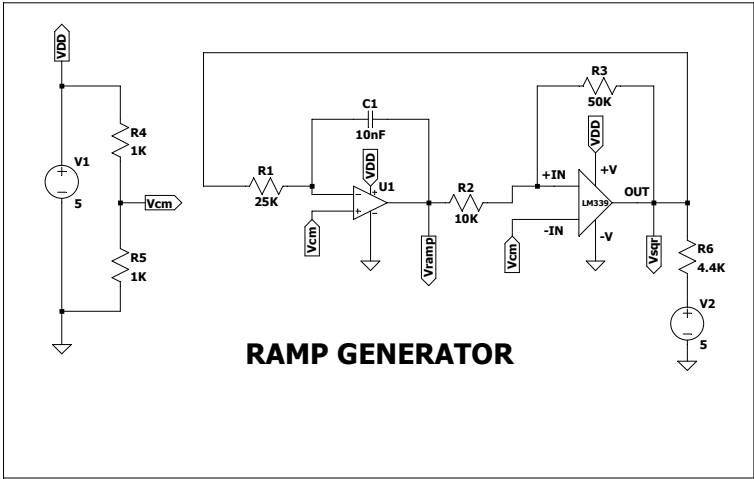 VDD
V1
5
R4
1K
Vcm
R5
1K
R1
25K
C1
10nF
VDD
U1
Vcm
Vramp
R2
10K
R3
50K
VDD
+IN
+V
LM339
OUT
-IN
-V
Vcm
Vsqr
R6
4.4K
V2
5
RAMP GENERATOR